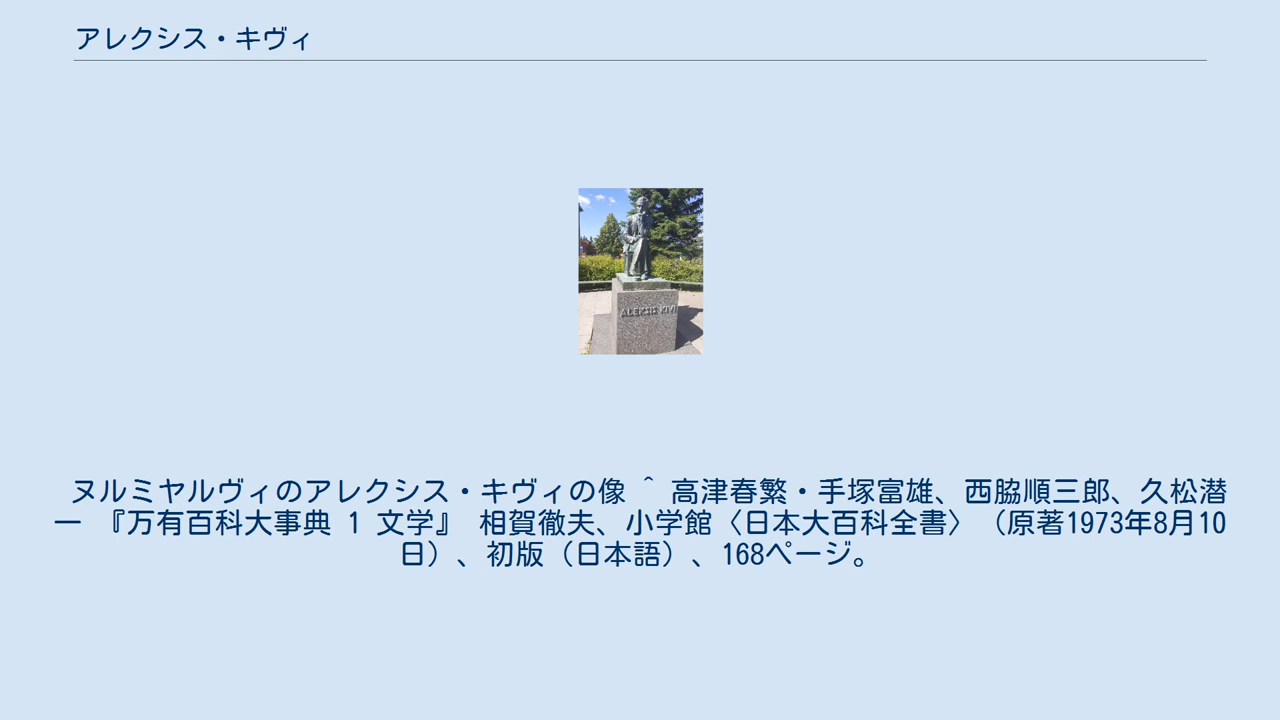 アレクシス・キヴィ
ALEKSIS KIVI
ヌルミヤルヴィのアレクシス・キヴィの像 ^ 高津春繁・手塚富雄、西脇順三郎、久松潜
一 『万有百科大事典 1 文学』 相賀徹夫、小学館〈日本大百科全書〉（原著1973年8月10
日）、初版（日本語）、168ページ。